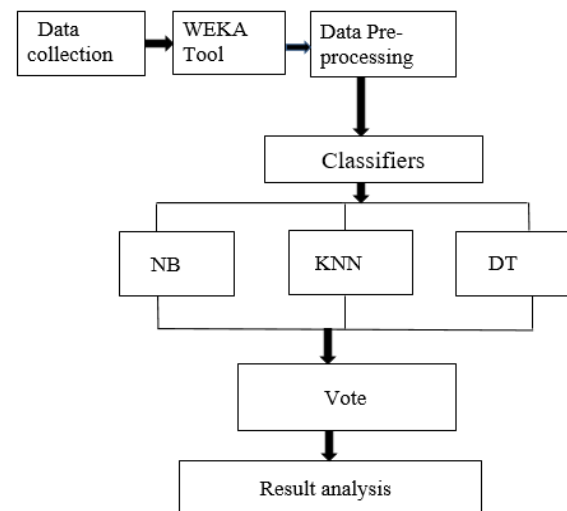 Data
collection
WEKA
Tool
Data Pre-
processing
Classifiers
NB
KNN
DT
Vote
Result analysis